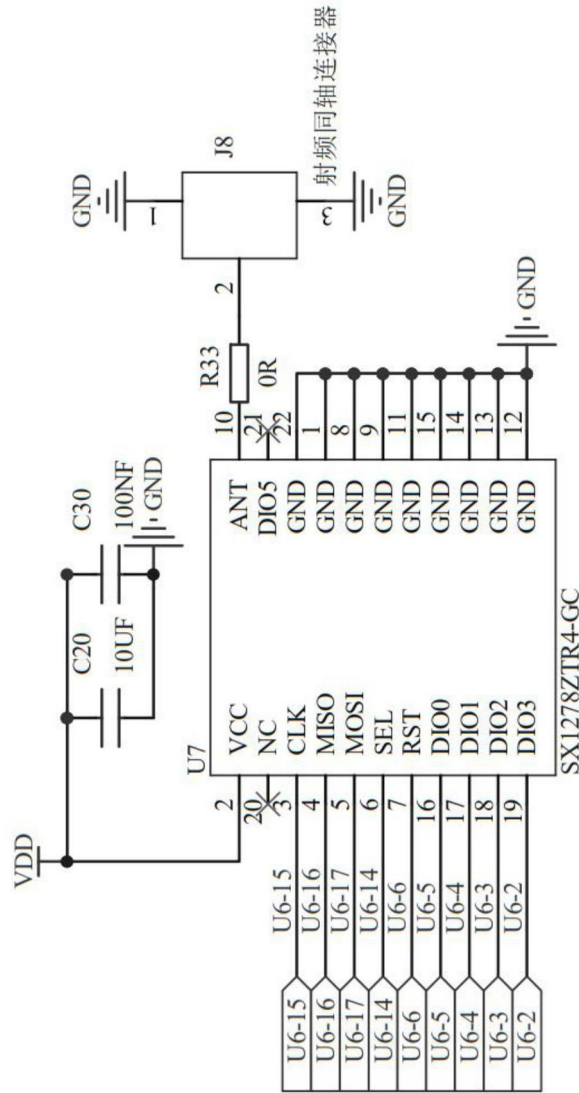 VDD
C20
10UF
C30
100NF
GND
U7
2
VCC
20
NC
U6-15
U6-15
3
CLK
U6-16
U6-16
4
MISO
U6-17
U6-17
5
MOSI
U6-14
U6-14
6
SEL
U6-6
U6-6
7
RST
U6-5
U6-5
16
DIO0
U6-4
U6-4
17
DIO1
U6-3
U6-3
18
DIO2
U6-2
U6-2
19
DIO3
ANT
10
DIO5
21
GND
22
GND
1
GND
8
GND
9
GND
11
GND
15
GND
14
GND
13
GND
12
SX1278ZTR4-GC
GND
R33
0R
2
GND
1
J8
3
GND
射频同轴连接器